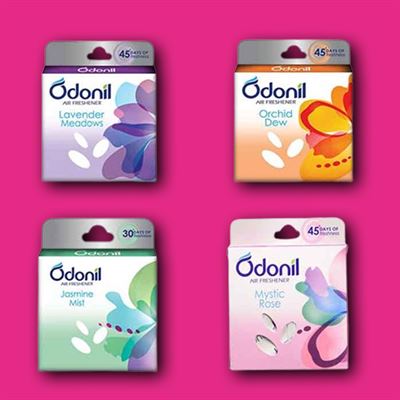 45 DAYS OF Freshness
Odonil
AIR FRESHENER
Lavender
Meadows
45 DAYS OF Freshness
Odonil
AIR FRESHENER
Orchid
Dew
30 DAYS OF Freshness
Odonil
AIR FRESHENER
Jasmine
Mist
45 DAYS OF Freshness
Odonil
AIR FRESHENER
Mystic
Rose